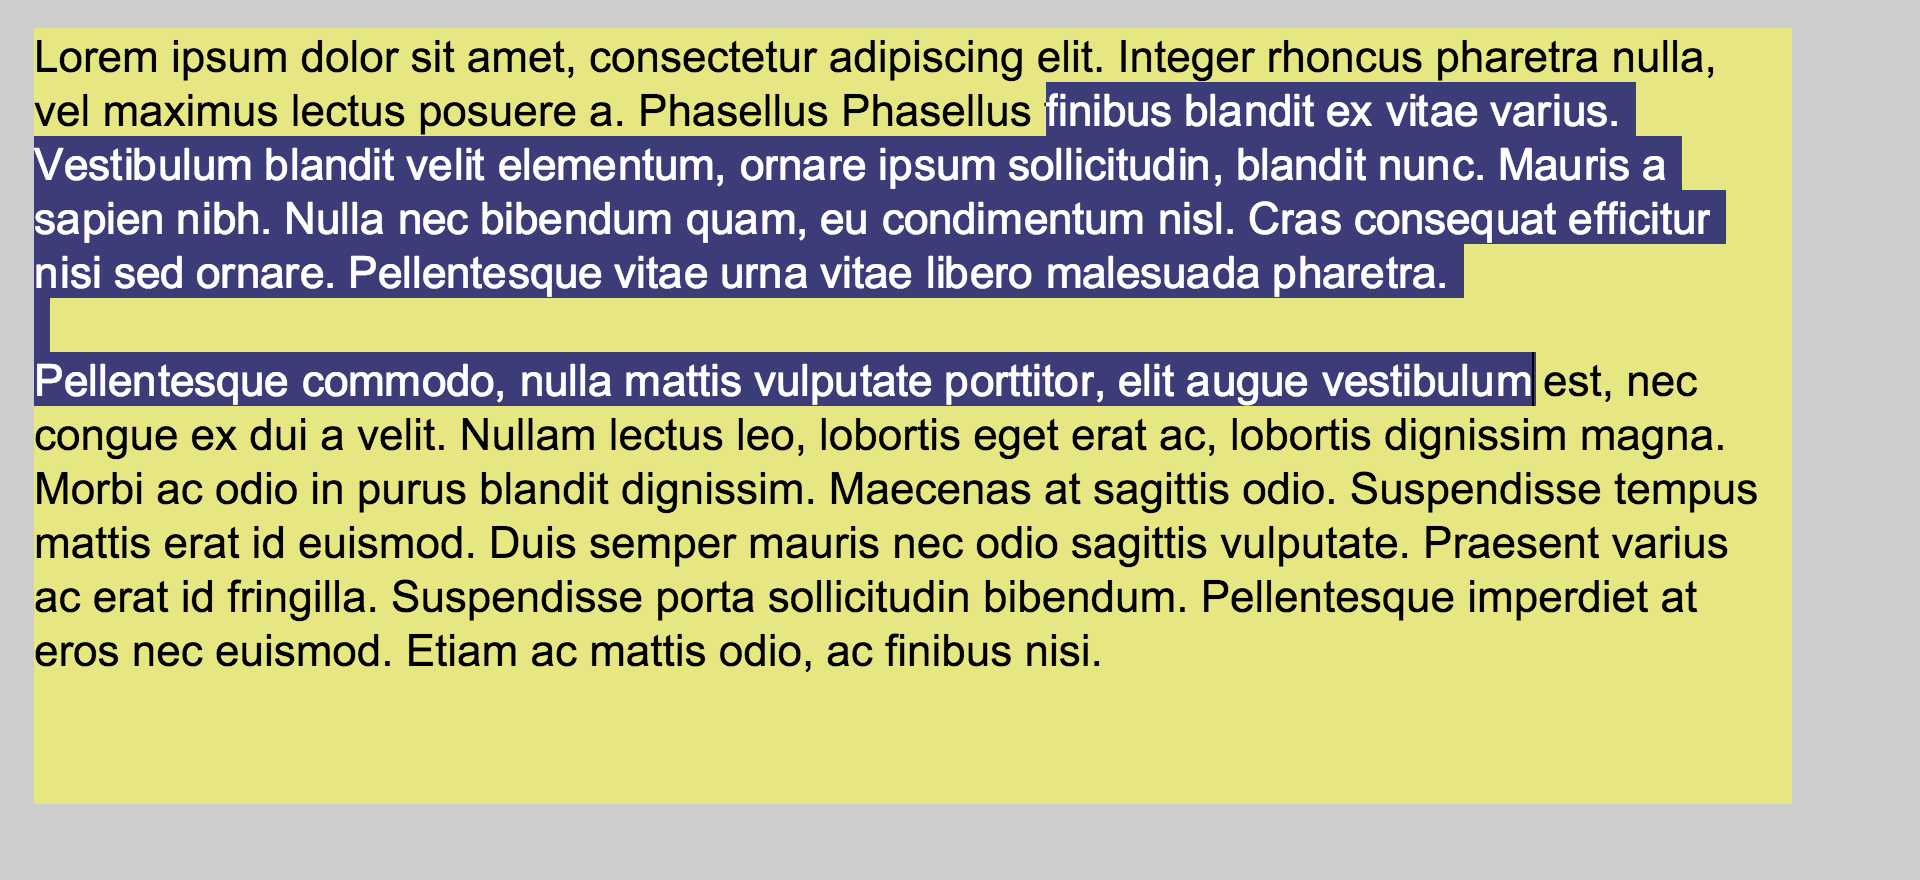 Lorem ipsum dolor sit amet, consectetur adipiscing elit. Integer rhoncus pharetra nulla,
vel maximus lectus posuere a. Phasellus Phasellus finibus blandit ex vitae varius.
Vestibulum blandit velit elementum, ornare ipsum sollicitudin, blandit nunc. Mauris a
sapien nibh. Nulla nec bibendum quam, eu condimentum nisl. Cras consequat efficitur
nisi sed ornare. Pellentesque vitae urna vitae libero malesuada pharetra.
Pellentesque commodo, nulla mattis vulputate porttitor, elit augue vestibulum est, nec
congue ex dui a velit. Nullam lectus leo, lobortis eget erat ac, lobortis dignissim magna.
Morbi ac odio in purus blandit dignissim. Maecenas at sagittis odio. Suspendisse tempus
mattis erat id euismod. Duis semper mauris nec odio sagittis vulputate. Praesent varius
ac erat id fringilla. Suspendisse porta sollicitudin bibendum. Pellentesque imperdiet at
eros nec euismod. Etiam ac mattis odio, ac finibus nisi.